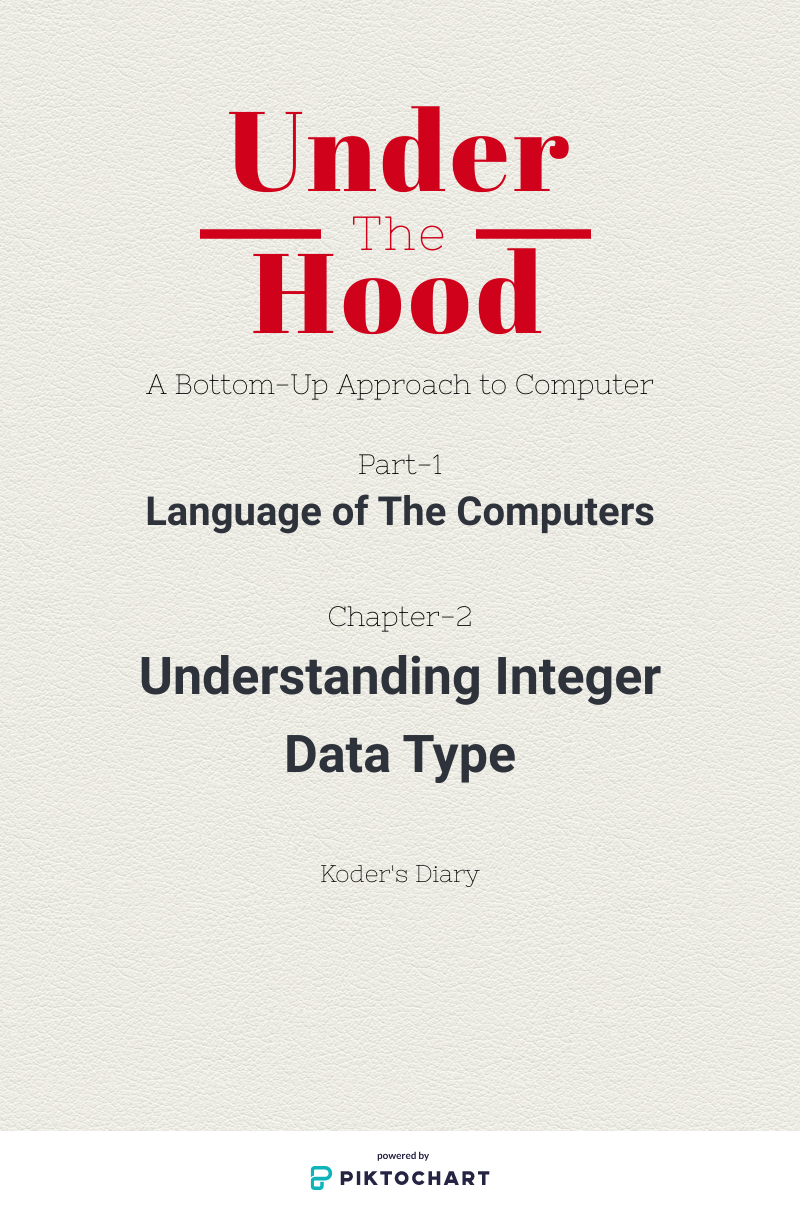 Under
The
Hood
A Bottom-Up Approach to Computer
Part-1
Language of The Computers
Chapter-2
Understanding Integer
Data Type
Koder's Diary
powered by
PIKTOCHART